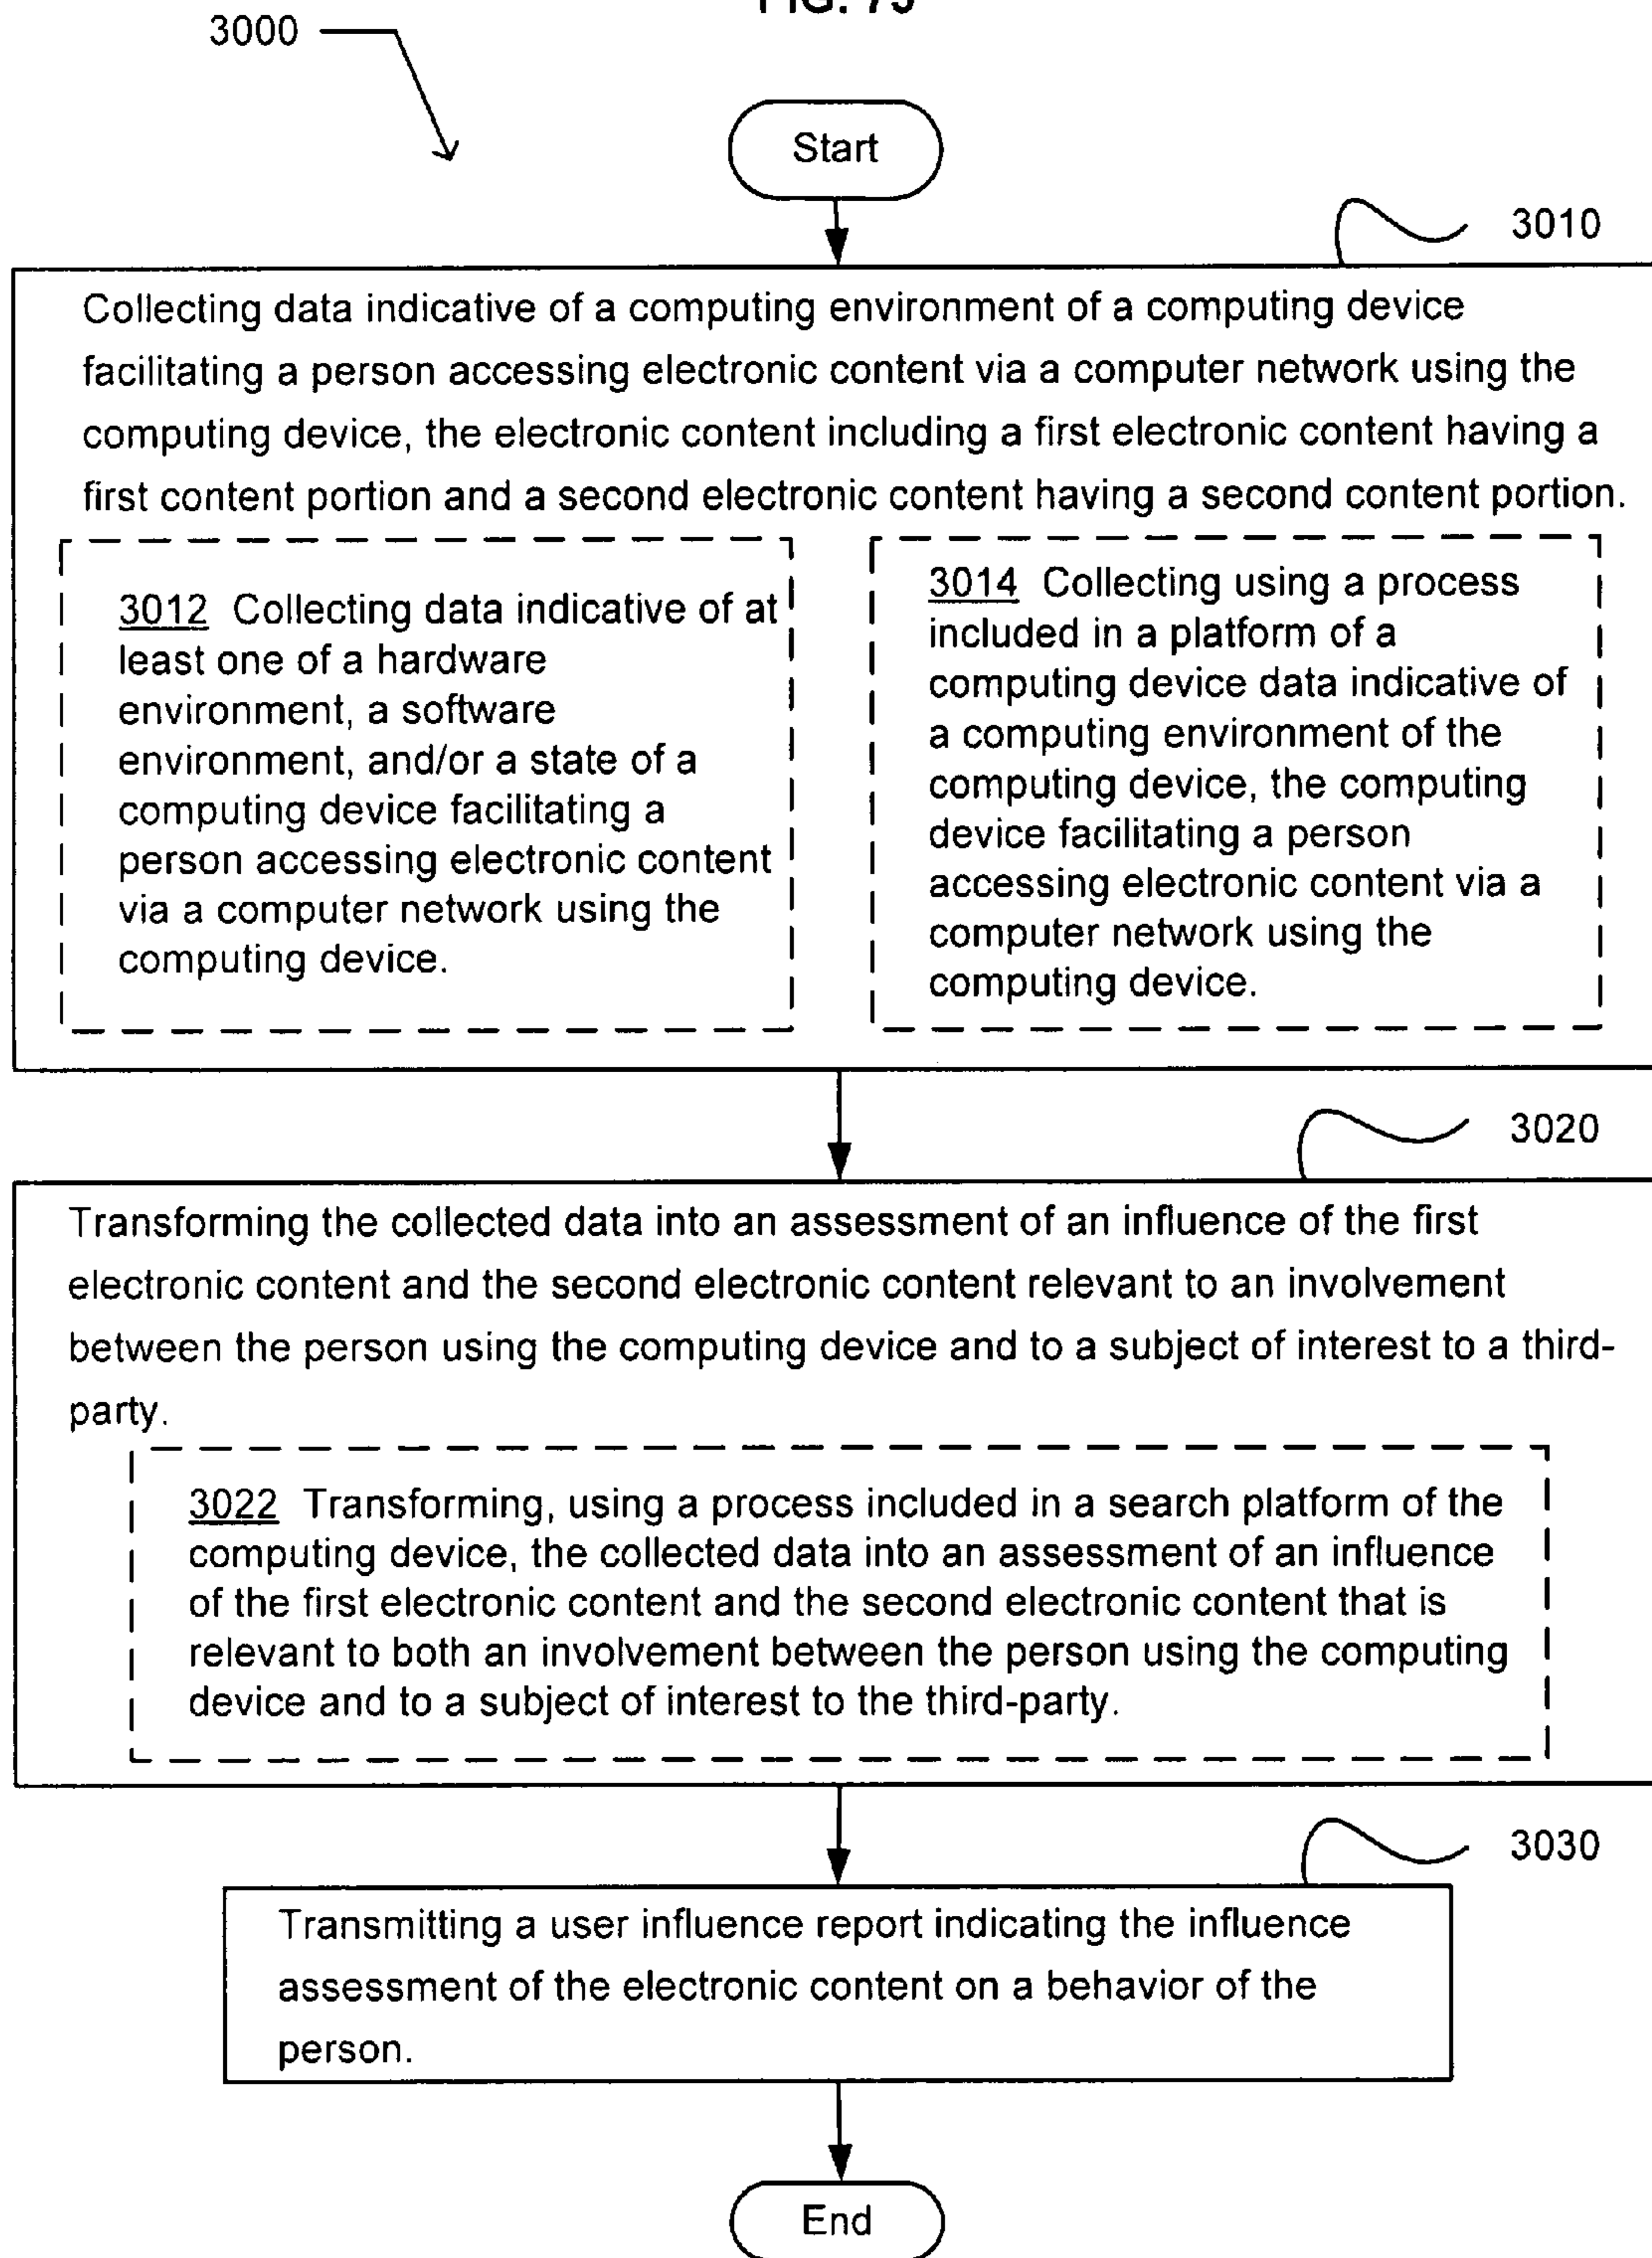 FIG.
3000
Start
3010
Collecting data indicative of a computing environment of a computing device
facilitating a person accessing electronic content via a computer network using the
computing device, the electronic content including a first electronic content having a
first content portion and a second electronic content having a second content portion.
3012 Collecting data indicative of at
least one of a hardware
environment, a software
environment, and/or a state of a
computing device facilitating a
person accessing electronic content
via a computer network using the
computing device.
3014 Collecting using a process
included in a platform of a
computing device data indicative of
a computing environment of the
computing device, the computing
device facilitating a person
accessing electronic content via a
computer network using the
computing device.
3020
Transforming the collected data into an assessment of an influence of the first
electronic content and the second electronic content relevant to an involvement
between the person using the computing device and to a subject of interest to a third-
party.
3022 Transforming, using a process included in a search platform of the
computing device, the collected data into an assessment of an influence
of the first electronic content and the second electronic content that is
relevant to both an involvement between the person using the computing
device and to a subject of interest to the third-party.
3030
Transmitting a user influence report indicating the influence
assessment of the electronic content on a behavior of the
person.
End